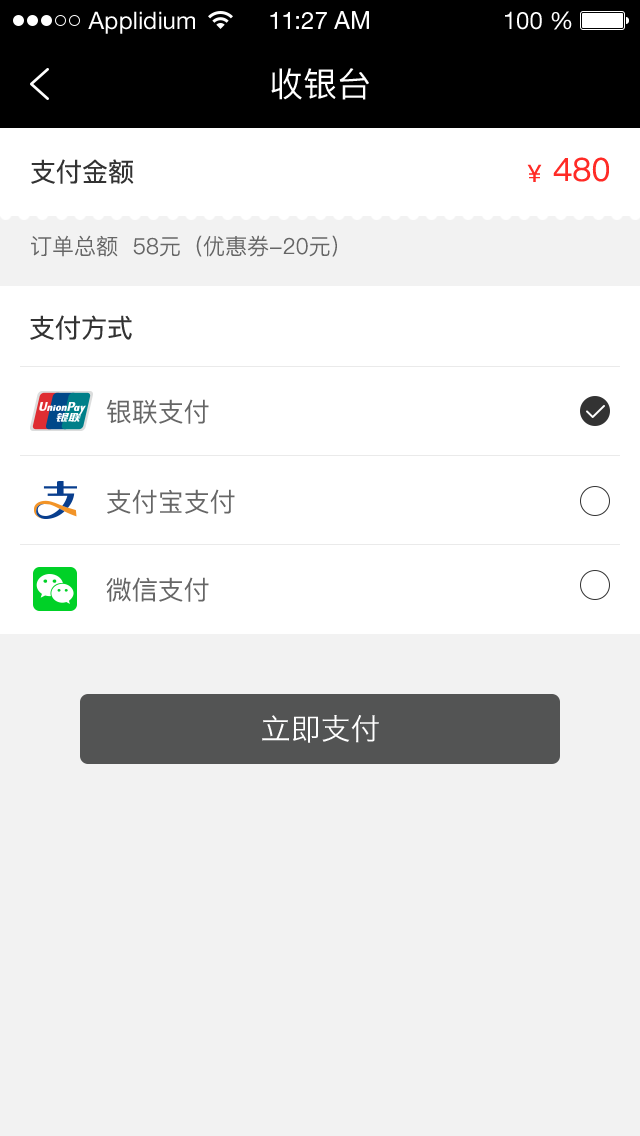 Applidium 11:27 AM 100 %
收银台
支付金额 ¥ 480
订单总额 58元（优惠券-20元）
支付方式
UnionPay
银联
银联支付
支 支付宝支付
微信支付
立即支付